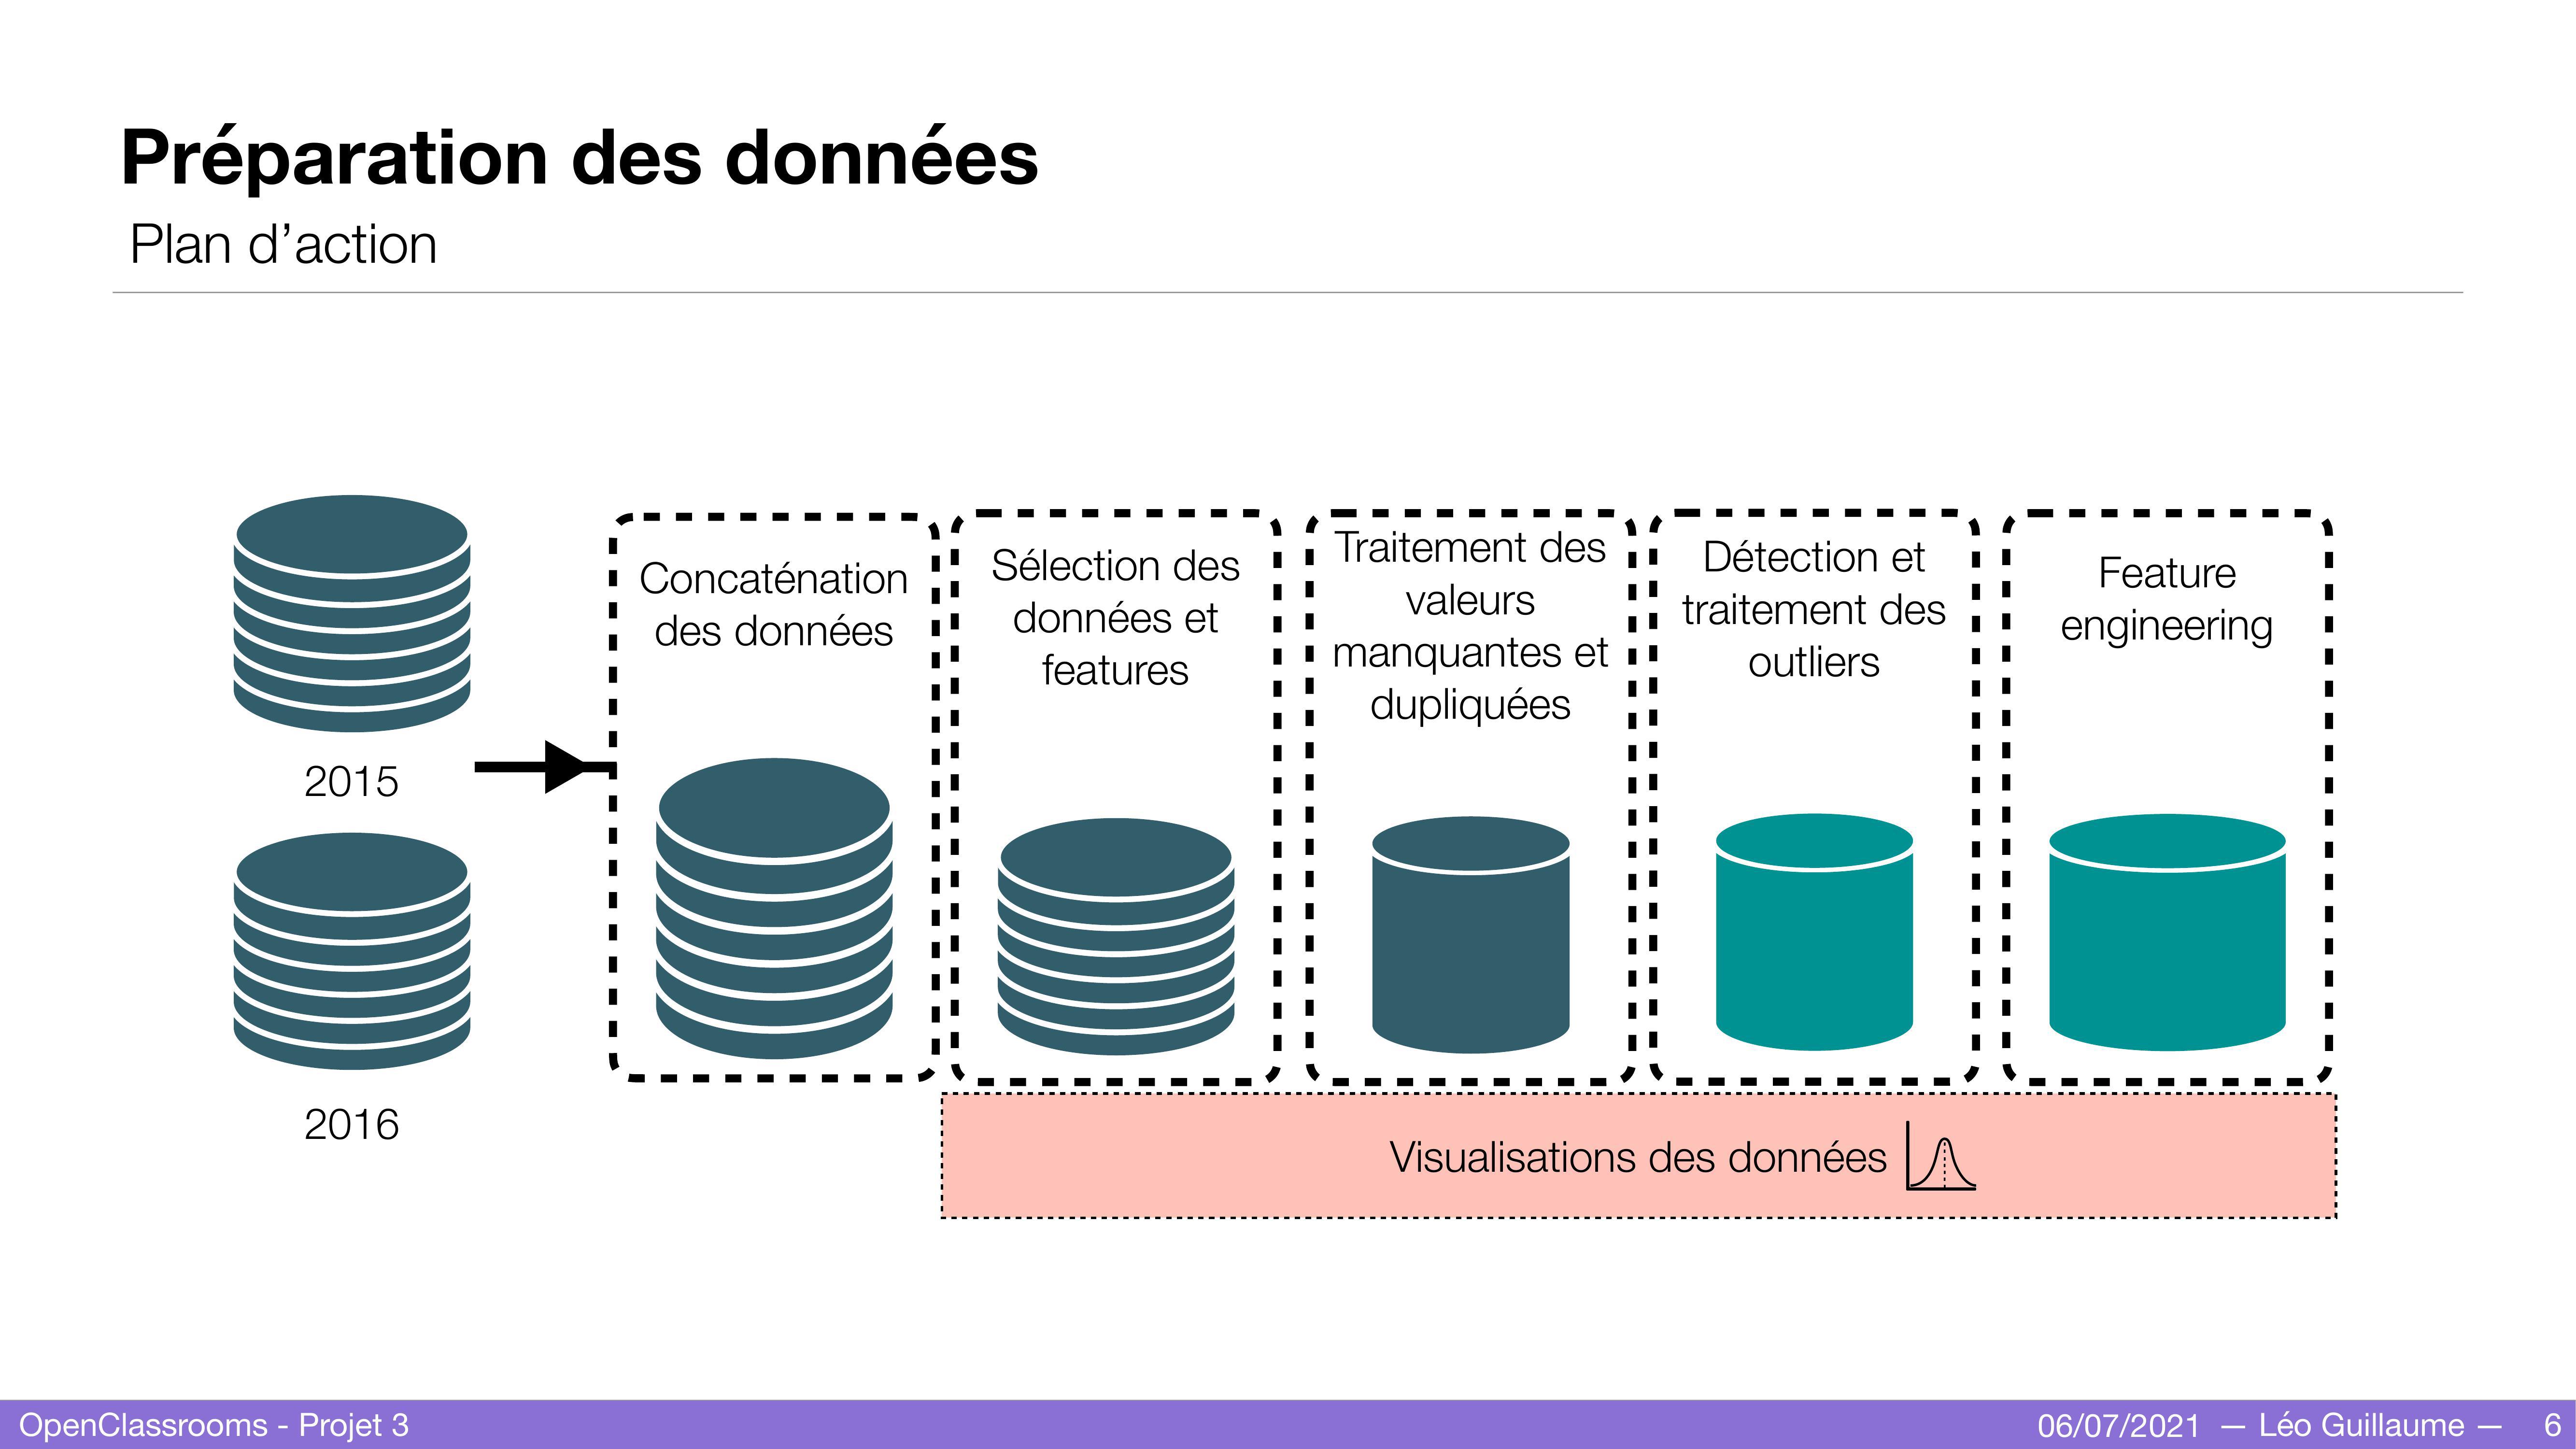 Préparation des données
Plan d’action
2015
2016
Concaténation
des données
Sélection des
données et
features
Traitement des
valeurs
manquantes et
dupliquées
Détection et
traitement des
outliers
Feature
engineering
Visualisations des données
OpenClassrooms - Projet 3
06/07/2021 — Léo Guillaume — 6